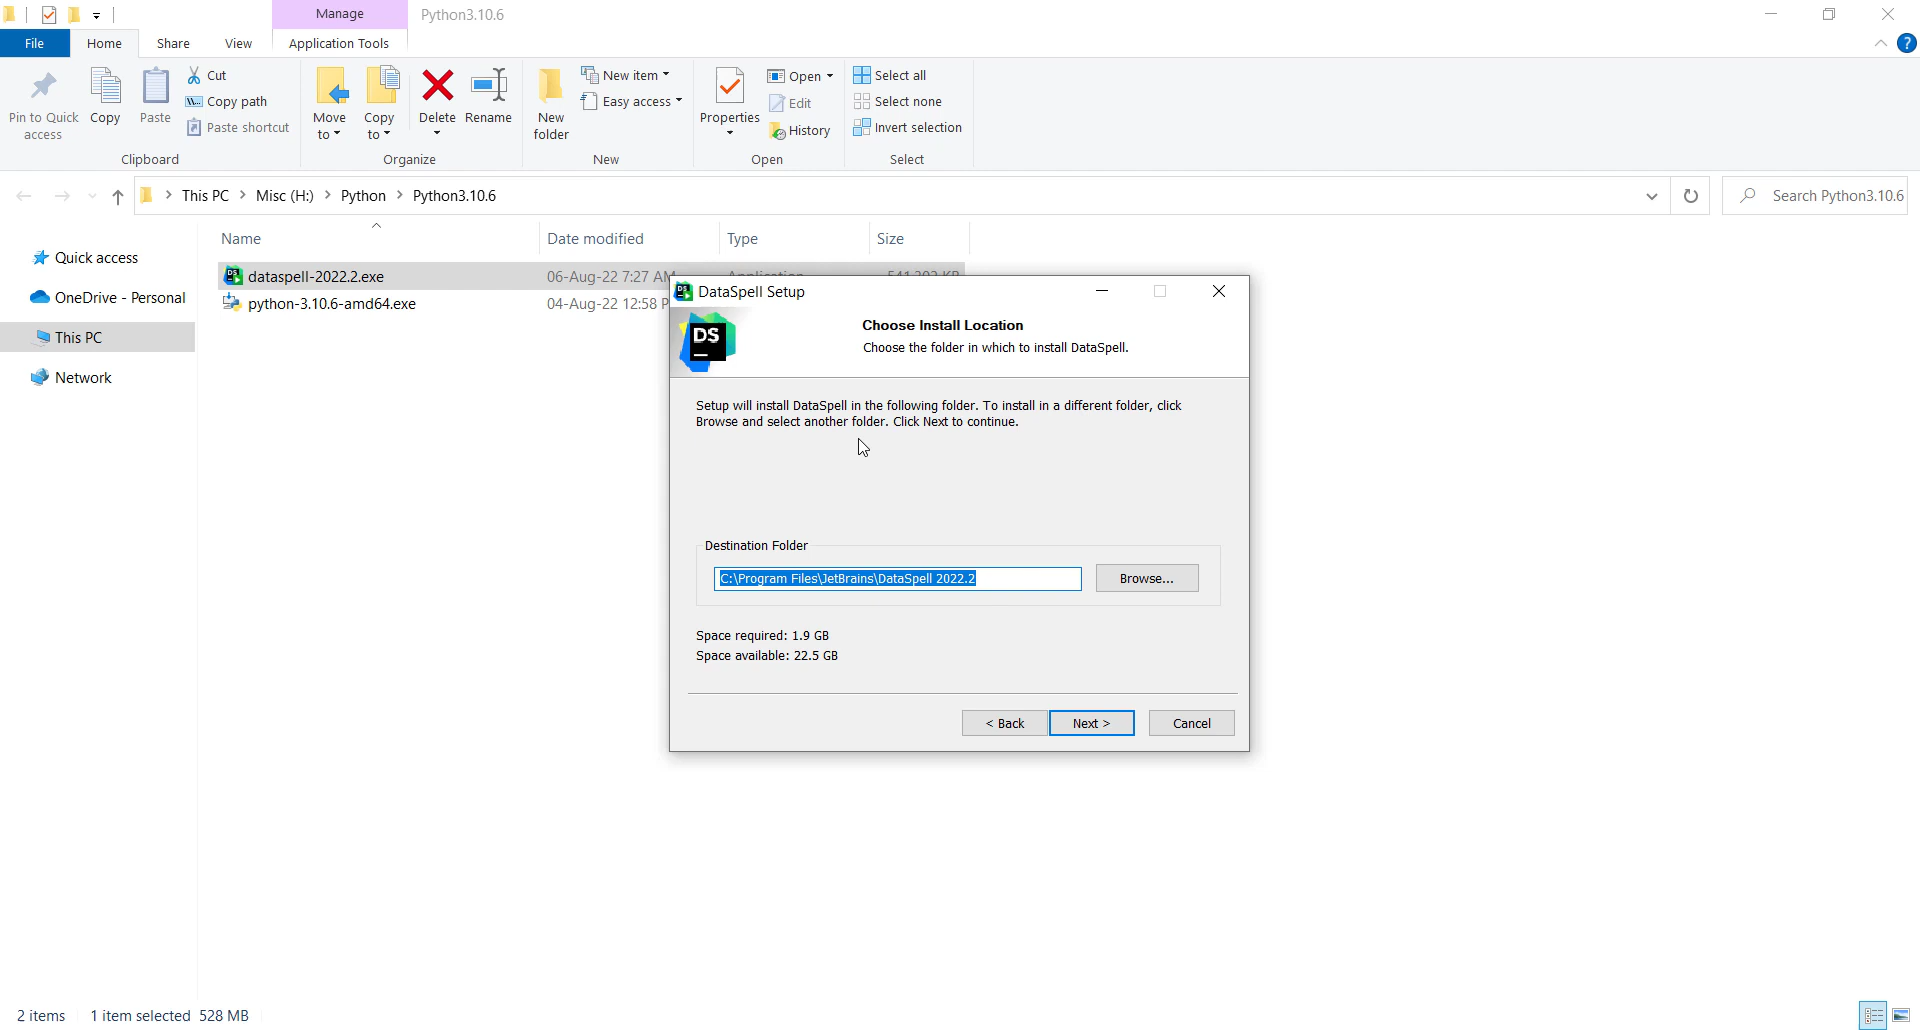 Manage
Python3.10.6
File
Home
Share
View
Application Tools
?
Pin to Quick
access
Copy
Paste
Cut
Copy path
Paste shortcut
Clipboard
Move
to
Copy
to
Delete
Rename
Organize
New
folder
New item
Easy access
New
Properties
Open
Edit
History
Open
Select all
Select none
Invert selection
Select
This PC
Misc (H:)
Python
Python3.10.6
Search Python3.10.6
Name
Date modified
Type
Size
Quick access
OneDrive - Personal
This PC
Network
dataspell-2022.2.exe
06-Aug-22 7:27 AM
python-3.10.6-amd64.exe
04-Aug-22 12:58 P
DataSpell Setup
DS
Choose Install Location
Choose the folder in which to install DataSpell.
Setup will install DataSpell in the following folder. To install in a different folder, click
Browse and select another folder. Click Next to continue.
Destination Folder
C:\Program Files\JetBrains\DataSpell 2022.2
Browse...
Space required: 1.9 GB
Space available: 22.5 GB
< Back
Next >
Cancel
2 items
1 item selected 528 MB